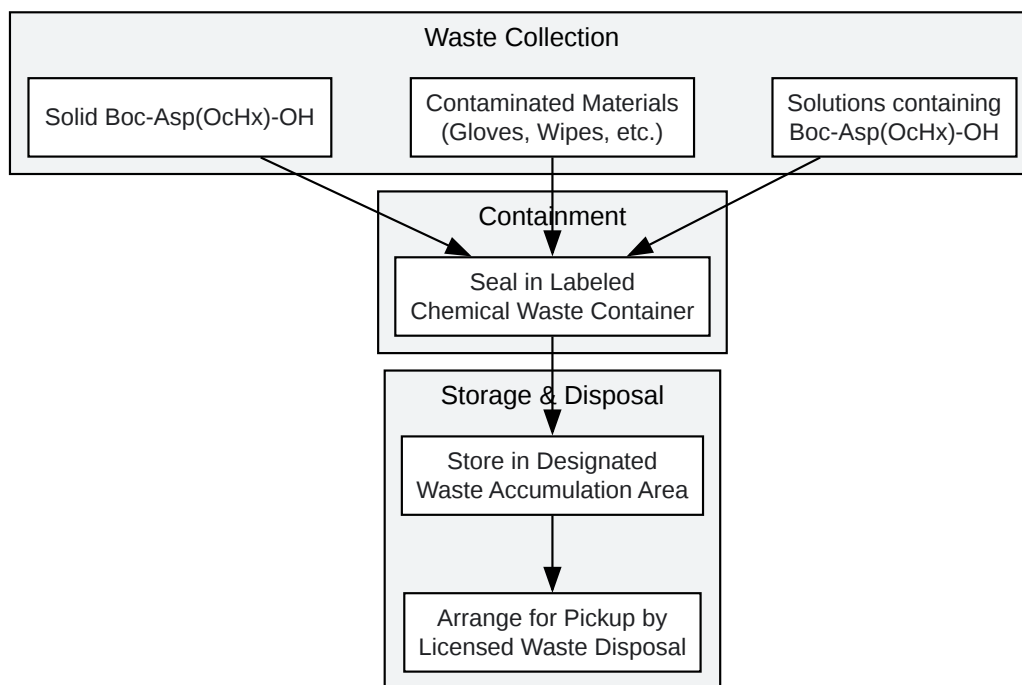 Waste Collection
Solid Boc-Asp(OcHx)-OH
Contaminated Materials
(Gloves, Wipes, etc.)
Solutions containing
Boc-Asp(OcHx)-OH
Containment
Seal in Labeled
Chemical Waste Container
Storage & Disposal
Store in Designated
Waste Accumulation Area
Arrange for Pickup by
Licensed Waste Disposal